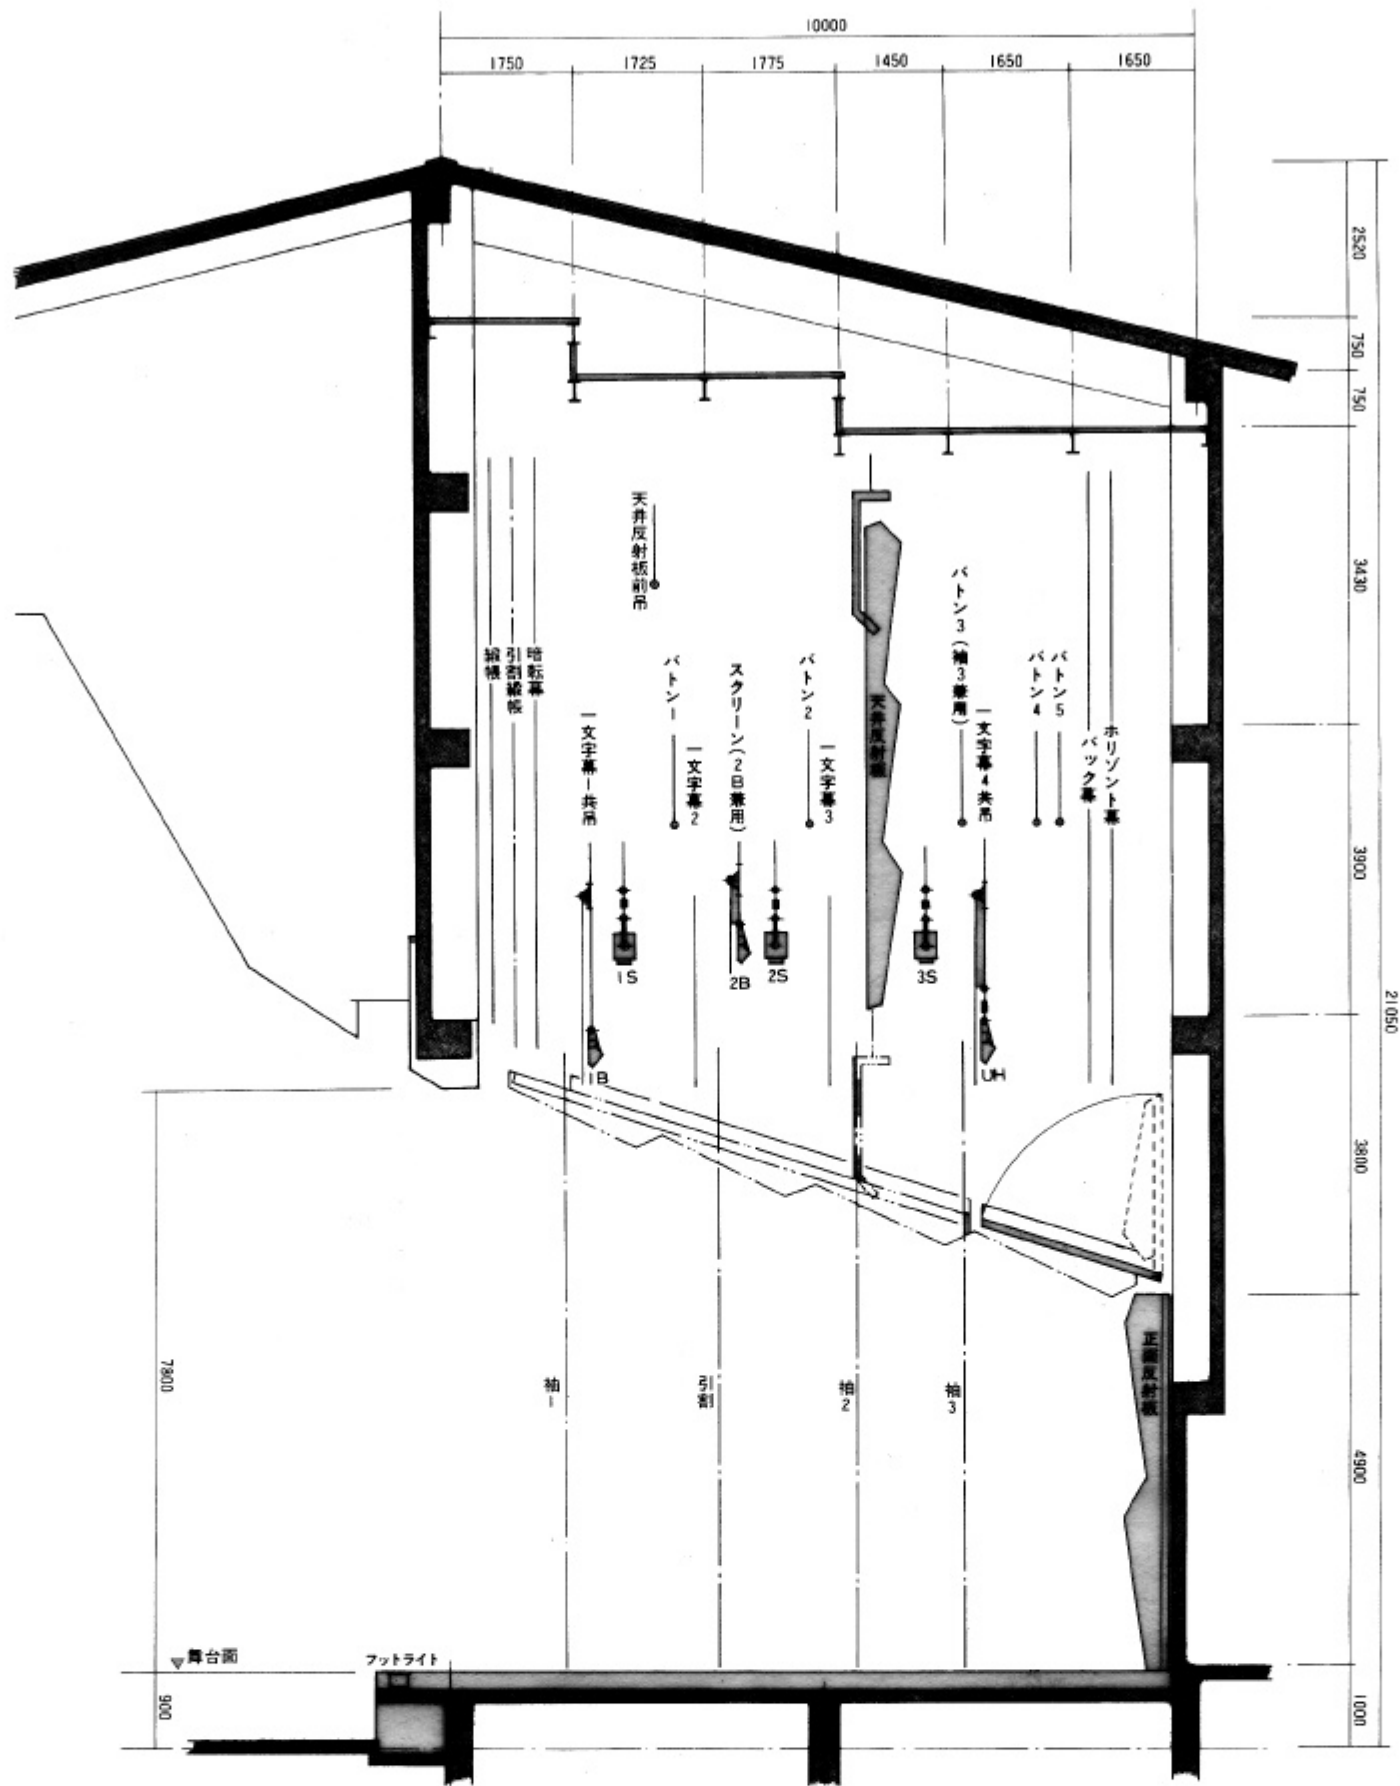 10000
1750
1725
1775
1450
1650
1650
2520
750
750
3430
3900
3800
4900
1000
21050
天井反射板前吊
緞帳
引割緞帳
暗転幕
一文字幕1共吊
バトン1
一文字幕2
スクリーン(2B兼用)
バトン2
一文字幕3
天井反射板
バトン3(袖3兼用)
一文字幕4共吊
バトン4
バトン5
バック幕
ホリゾント幕
1S
2B
2S
3S
1B
UH
袖1
引割
袖2
袖3
正面反射板
7800
900
舞台面
フットライト